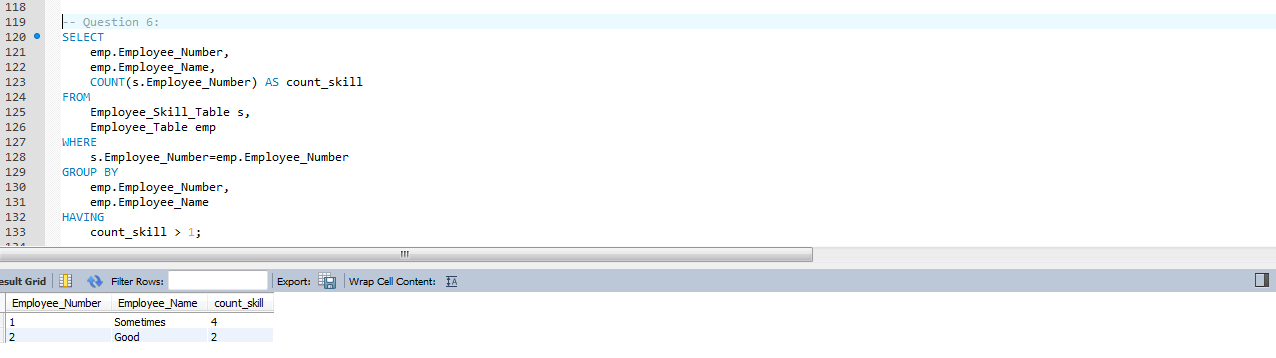 118
119 -- Question 6:
120 SELECT
121 emp.Employee_Number,
122 emp.Employee_Name,
123 COUNT(s.Employee_Number) AS count_skill
124 FROM
125 Employee_Skill_Table s,
126 Employee_Table emp
127 WHERE
128 s.Employee_Number=emp.Employee_Number
129 GROUP BY
130 emp.Employee_Number,
131 emp.Employee_Name
132 HAVING
133 count_skill > 1;
esult Grid Filter Rows: Export: Wrap Cell Content: IA
Employee_Number Employee_Name count_skill
1 Sometimes 4
2 Good 2